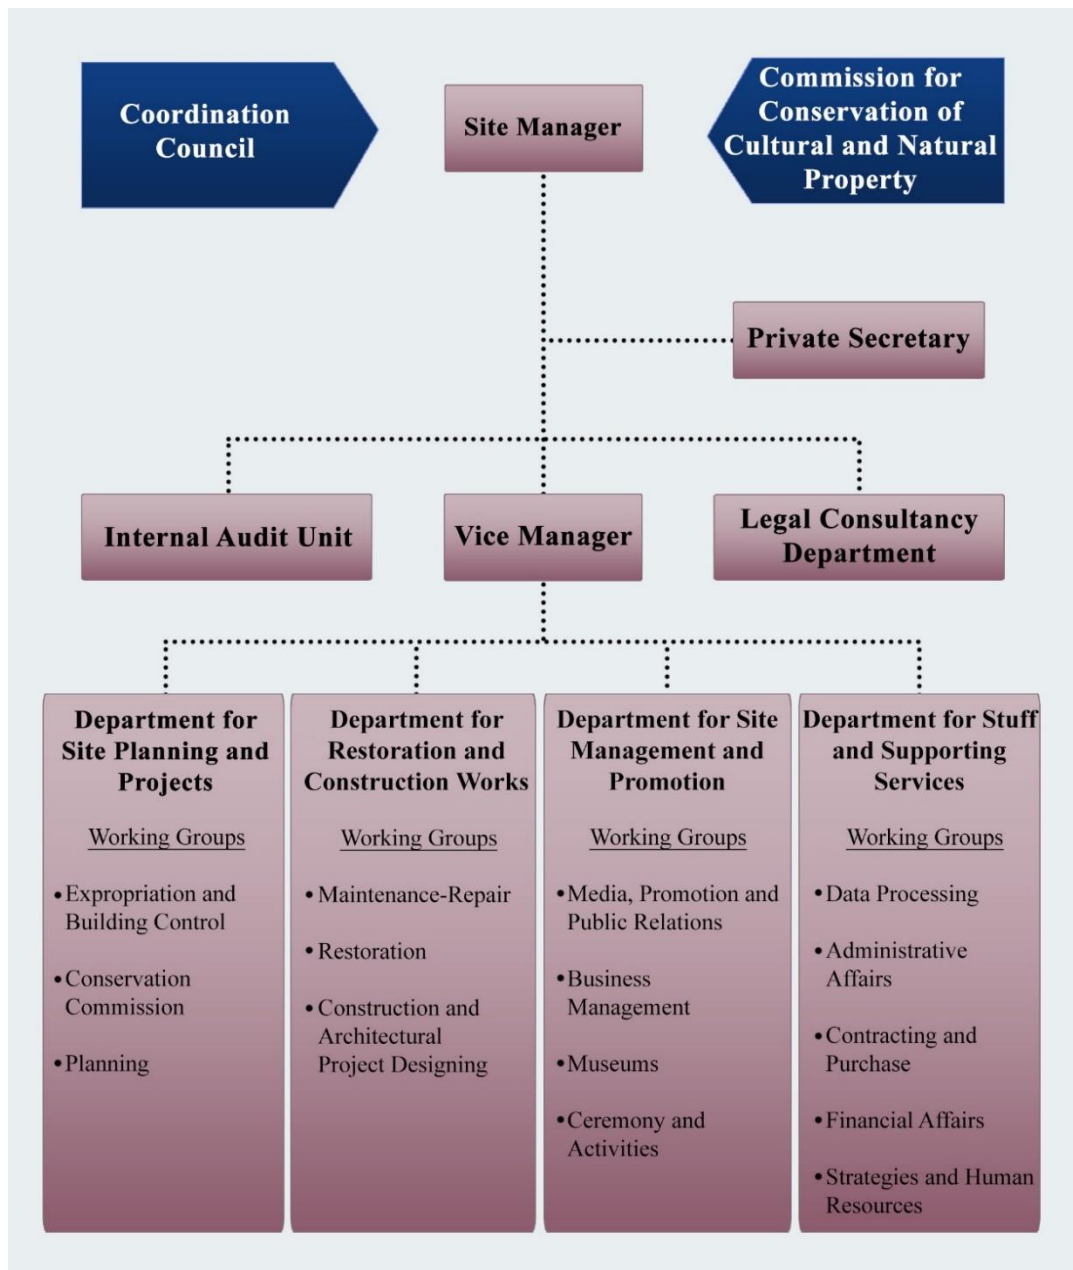 Coordination
Council
Site Manager
Commission for
Conservation of
Cultural and Natural
Property
Private Secretary
Internal Audit Unit
Vice Manager
Legal Consultancy
Department
Department for
Site Planning and
Projects
Working Groups
•Expropriation and
Building Control
•Conservation
Commission
•Planning
Department for
Restoration and
Construction Works
Working Groups
•Maintenance-Repair
•Restoration
•Construction and
Architectural
Project Designing
Department for Site
Management and
Promotion
Working Groups
•Media, Promotion and
Public Relations
•Business
Management
•Museums
•Ceremony and
Activities
Department for Stuff
and Supporting
Services
Working Groups
•Data Processing
•Administrative
Affairs
•Contracting and
Purchase
•Financial Affairs
•Strategies and Human
Resources